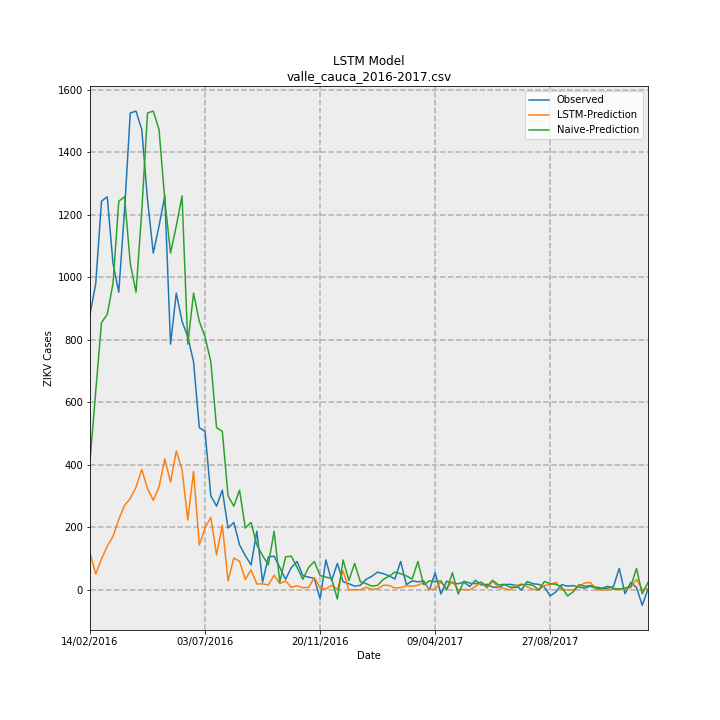 LSTM Model
valle_cauca_2016-2017.csv
Observed
LSTM-Prediction
Naive-Prediction
ZIKV Cases
1600
1400
1200
1000
800
600
400
200
0
14/02/2016
03/07/2016
20/11/2016
09/04/2017
27/08/2017
Date